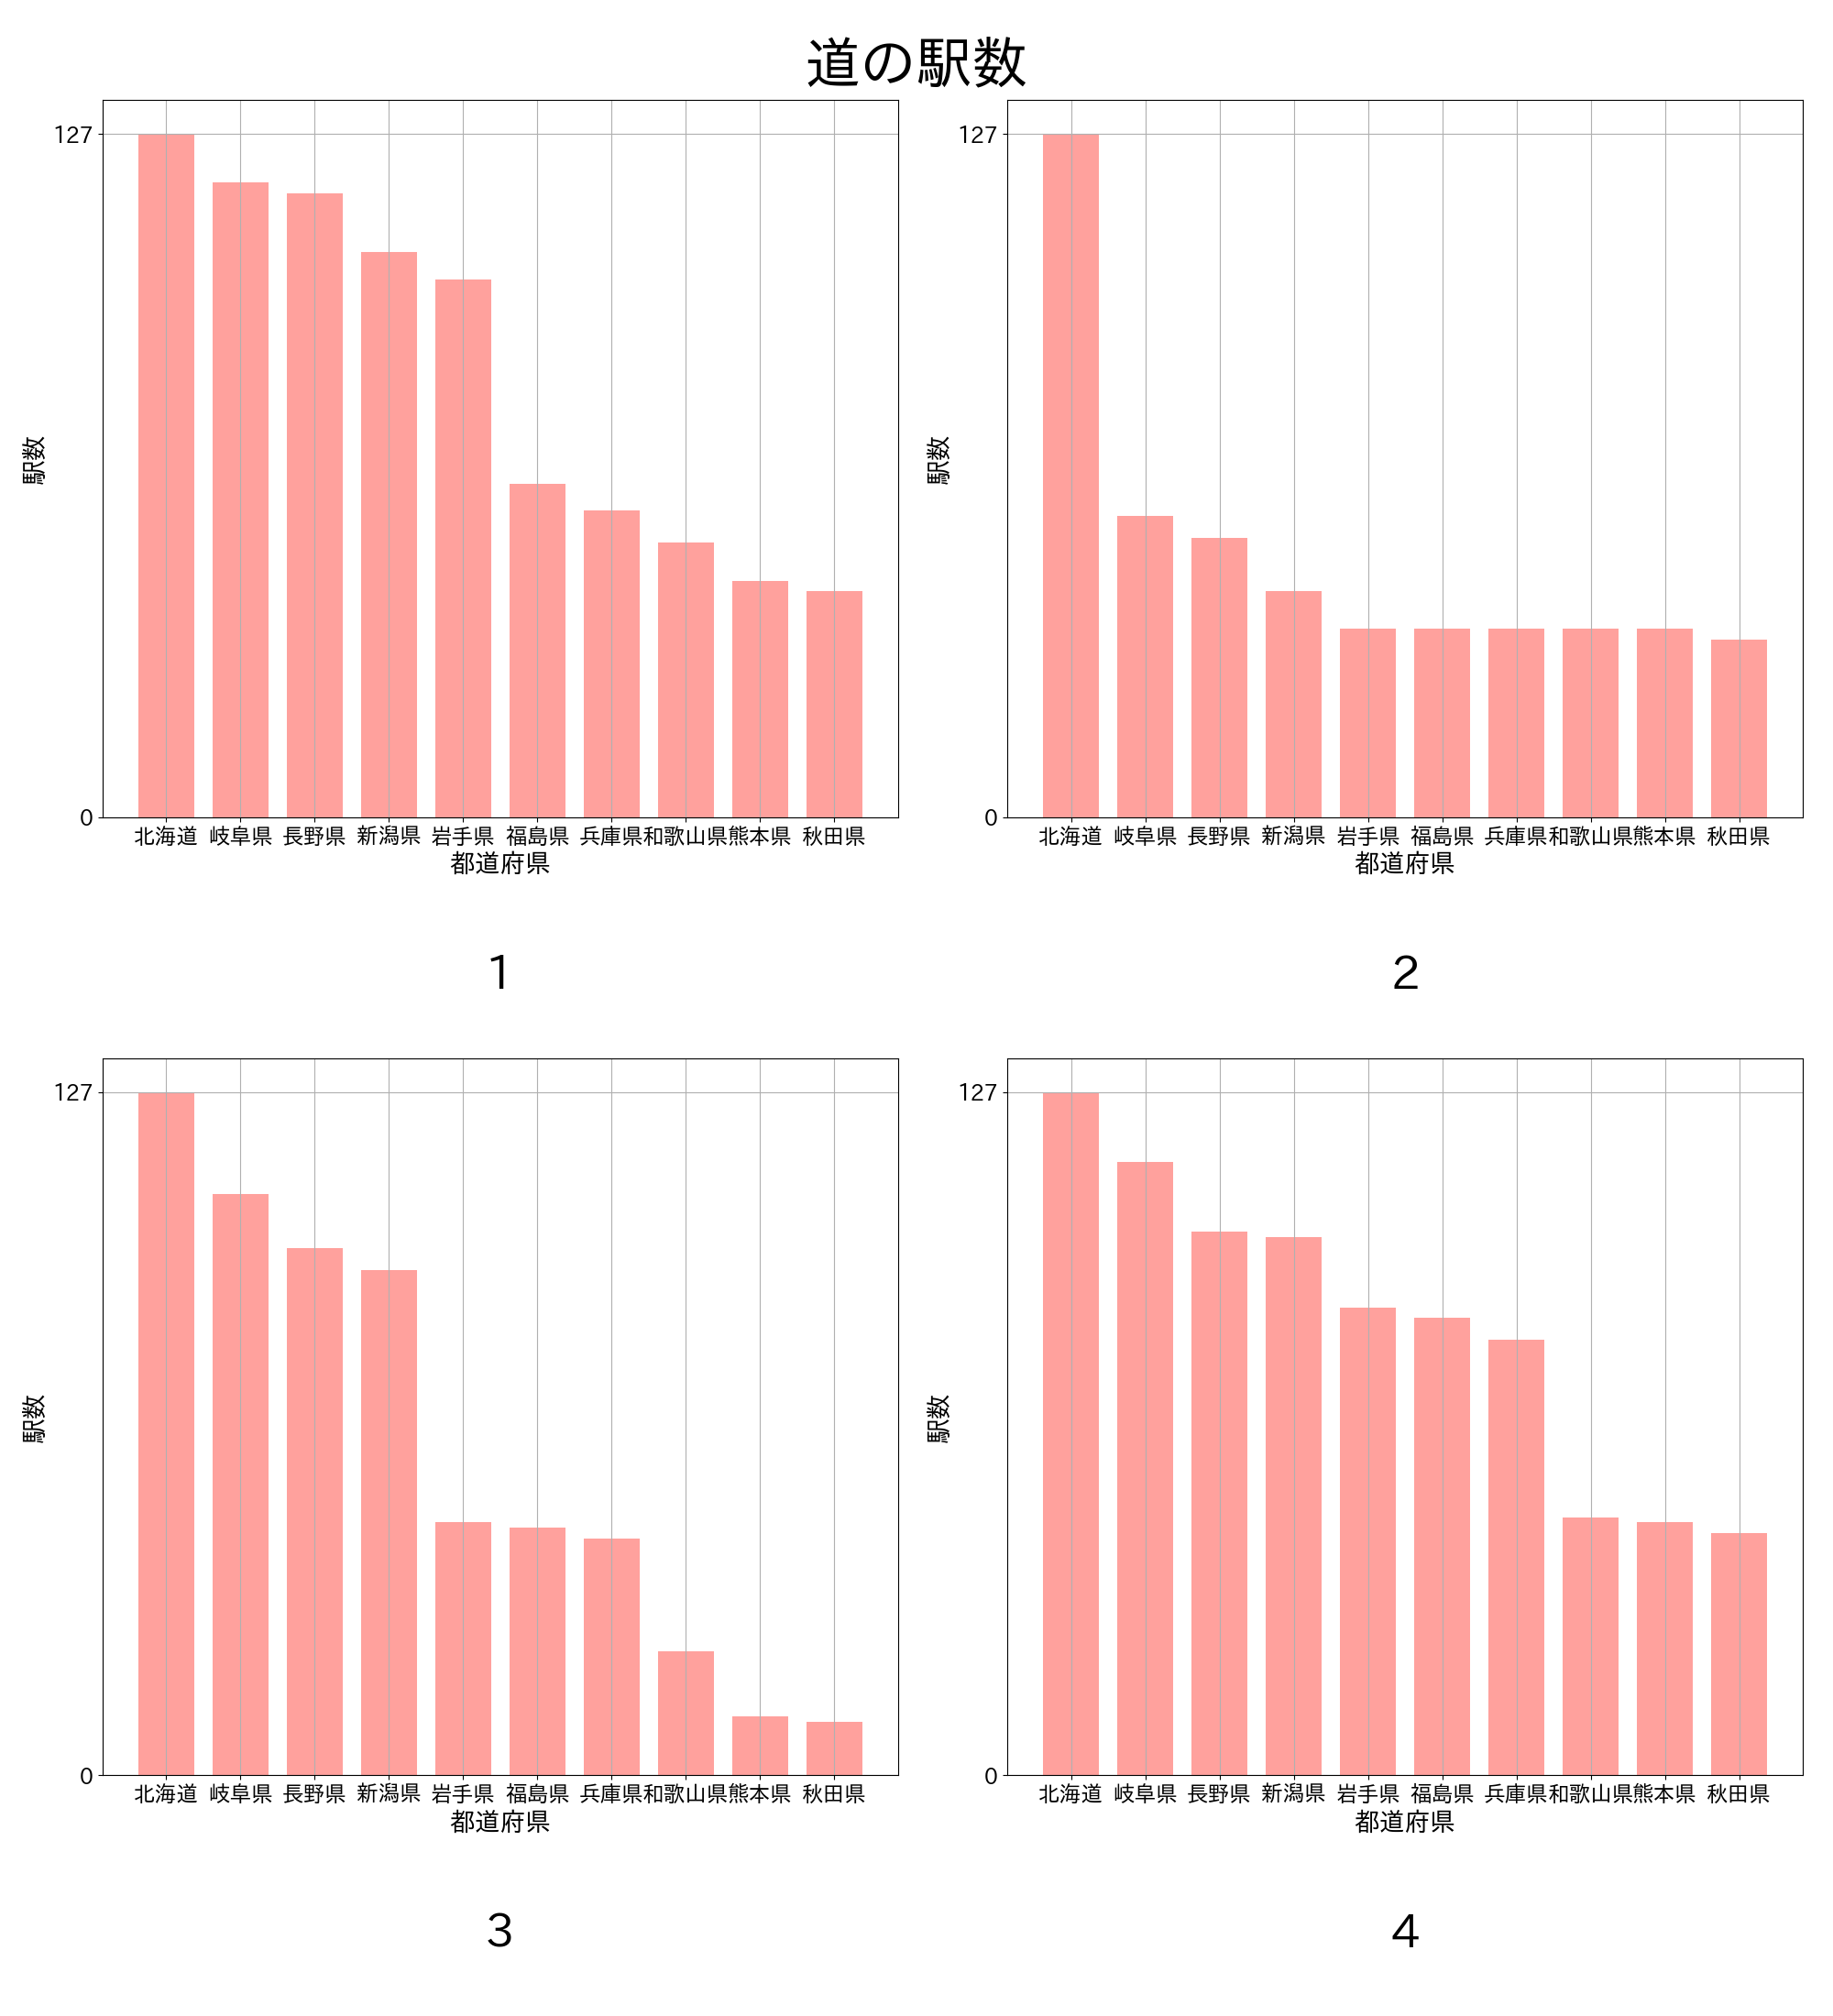 道の駅数
127
0
駅数
北海道 岐阜県 長野県 新潟県 岩手県 福島県 兵庫県 和歌山県 熊本県 秋田県
都道府県
1
127
0
駅数
北海道 岐阜県 長野県 新潟県 岩手県 福島県 兵庫県 和歌山県 熊本県 秋田県
都道府県
2
127
0
駅数
北海道 岐阜県 長野県 新潟県 岩手県 福島県 兵庫県 和歌山県 熊本県 秋田県
都道府県
3
127
0
駅数
北海道 岐阜県 長野県 新潟県 岩手県 福島県 兵庫県 和歌山県 熊本県 秋田県
都道府県
4